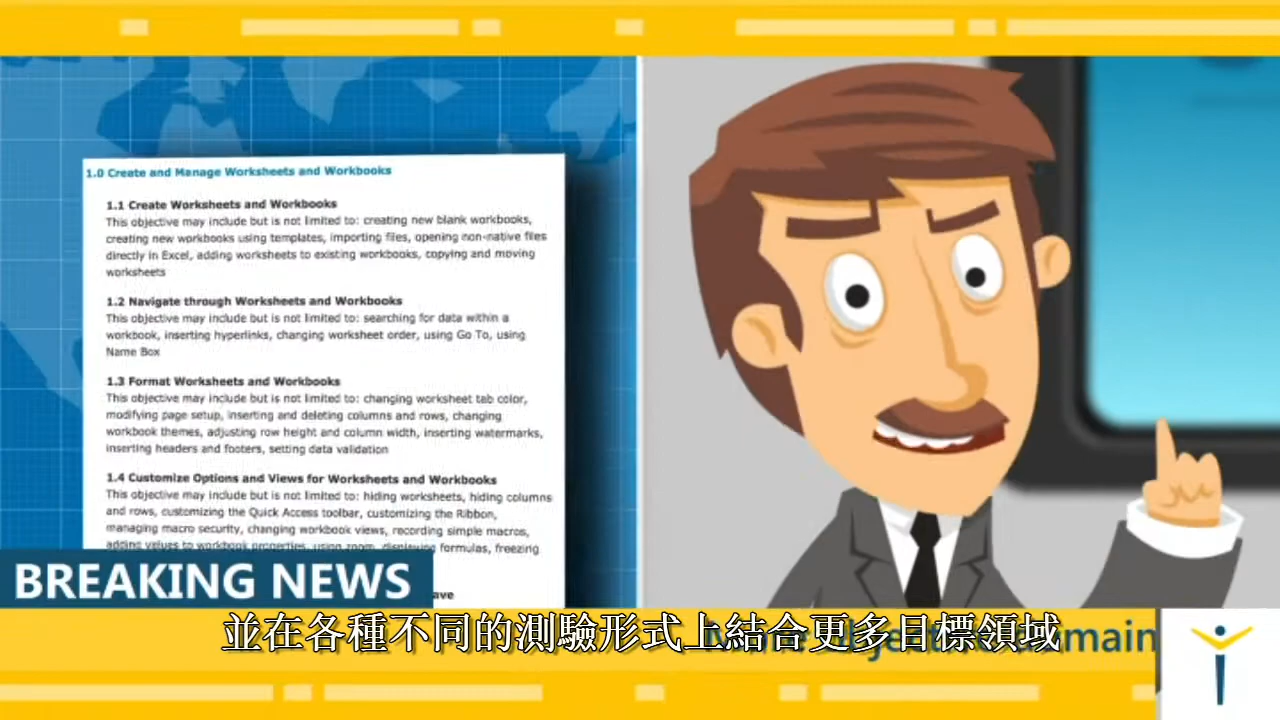 1.0 Create and Manage Worksheets and Workbooks
1.1 Create Worksheets and Workbooks
This objective may include but is not limited to: creating new blank workbooks,
creating new workbooks using templates, importing files, opening non-native files
directly in Excel, adding worksheets to existing workbooks, copying and moving
worksheets
1.2 Navigate through Worksheets and Workbooks
This objective may include but is not limited to: searching for data within a
workbook, inserting hyperlinks, changing worksheet order, using Go To, using
Name Box
1.3 Format Worksheets and Workbooks
This objective may include but is not limited to: changing worksheet tab color,
modifying page setup, inserting and deleting columns and rows, changing
workbook themes, adjusting row height and column width, inserting watermarks,
inserting headers and footers, setting data validation
1.4 Customize Options and Views for Worksheets and Workbooks
This objective may include but is not limited to: hiding worksheets, hiding columns
and rows, customizing the Quick Access toolbar, customizing the Ribbon,
managing macro security, changing workbook views, recording simple macros,
adding values to workbook properties, using zoom, displaying formulas, freezing
BREAKING NEWS
並在各種不同的測驗形式上結合更多目標領域